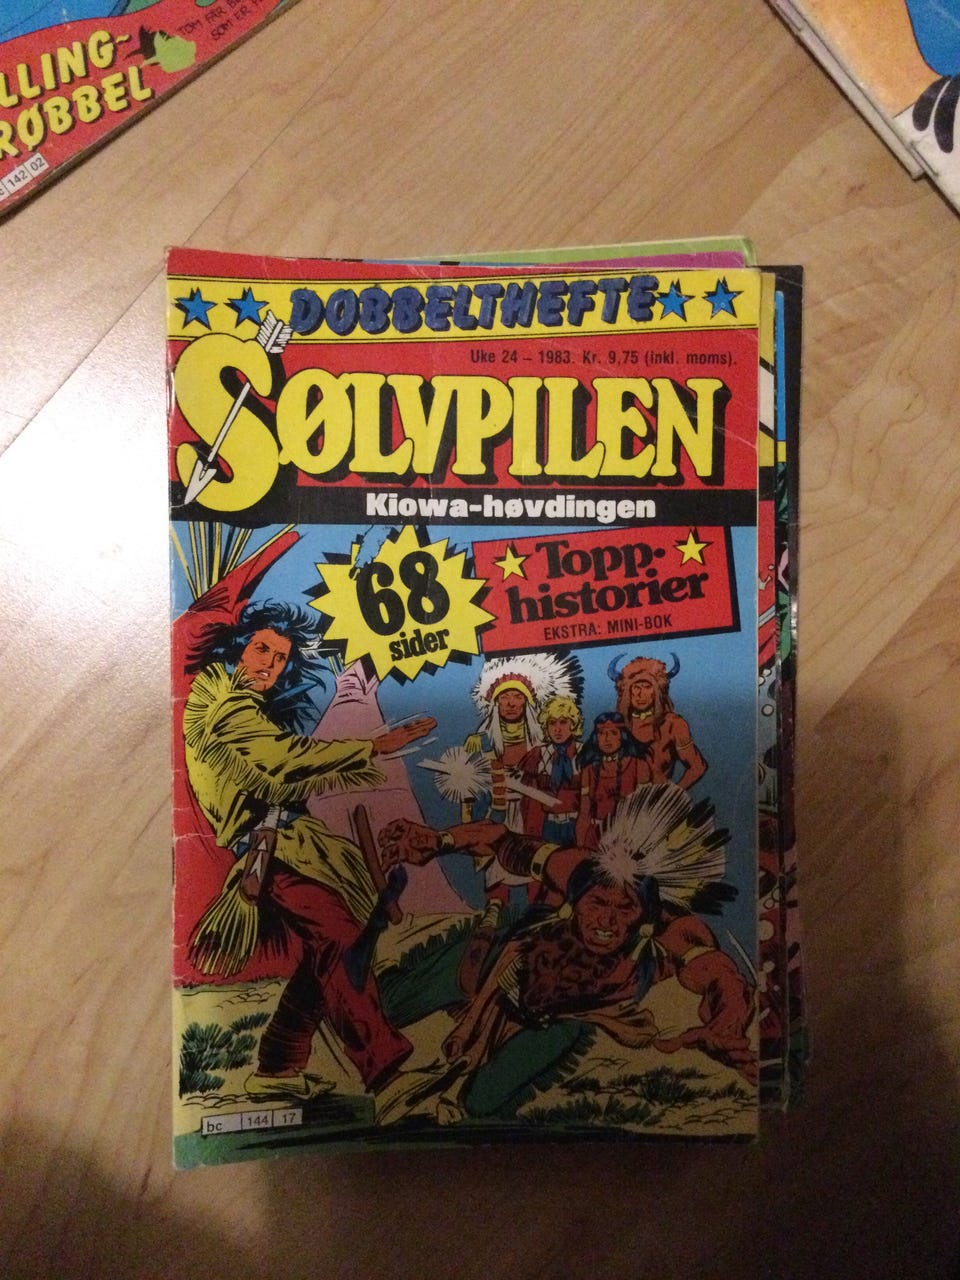 LLING-
RØBBEL
142 02
DOBBELTHEFTE
Uke 24 - 1983. Kr. 9,75 (inkl. moms).
SØLVPILEN
Kiowa-høvdingen
68
sider
Topp-
historier
EKSTRA: MINI-BOK
bc 144 17